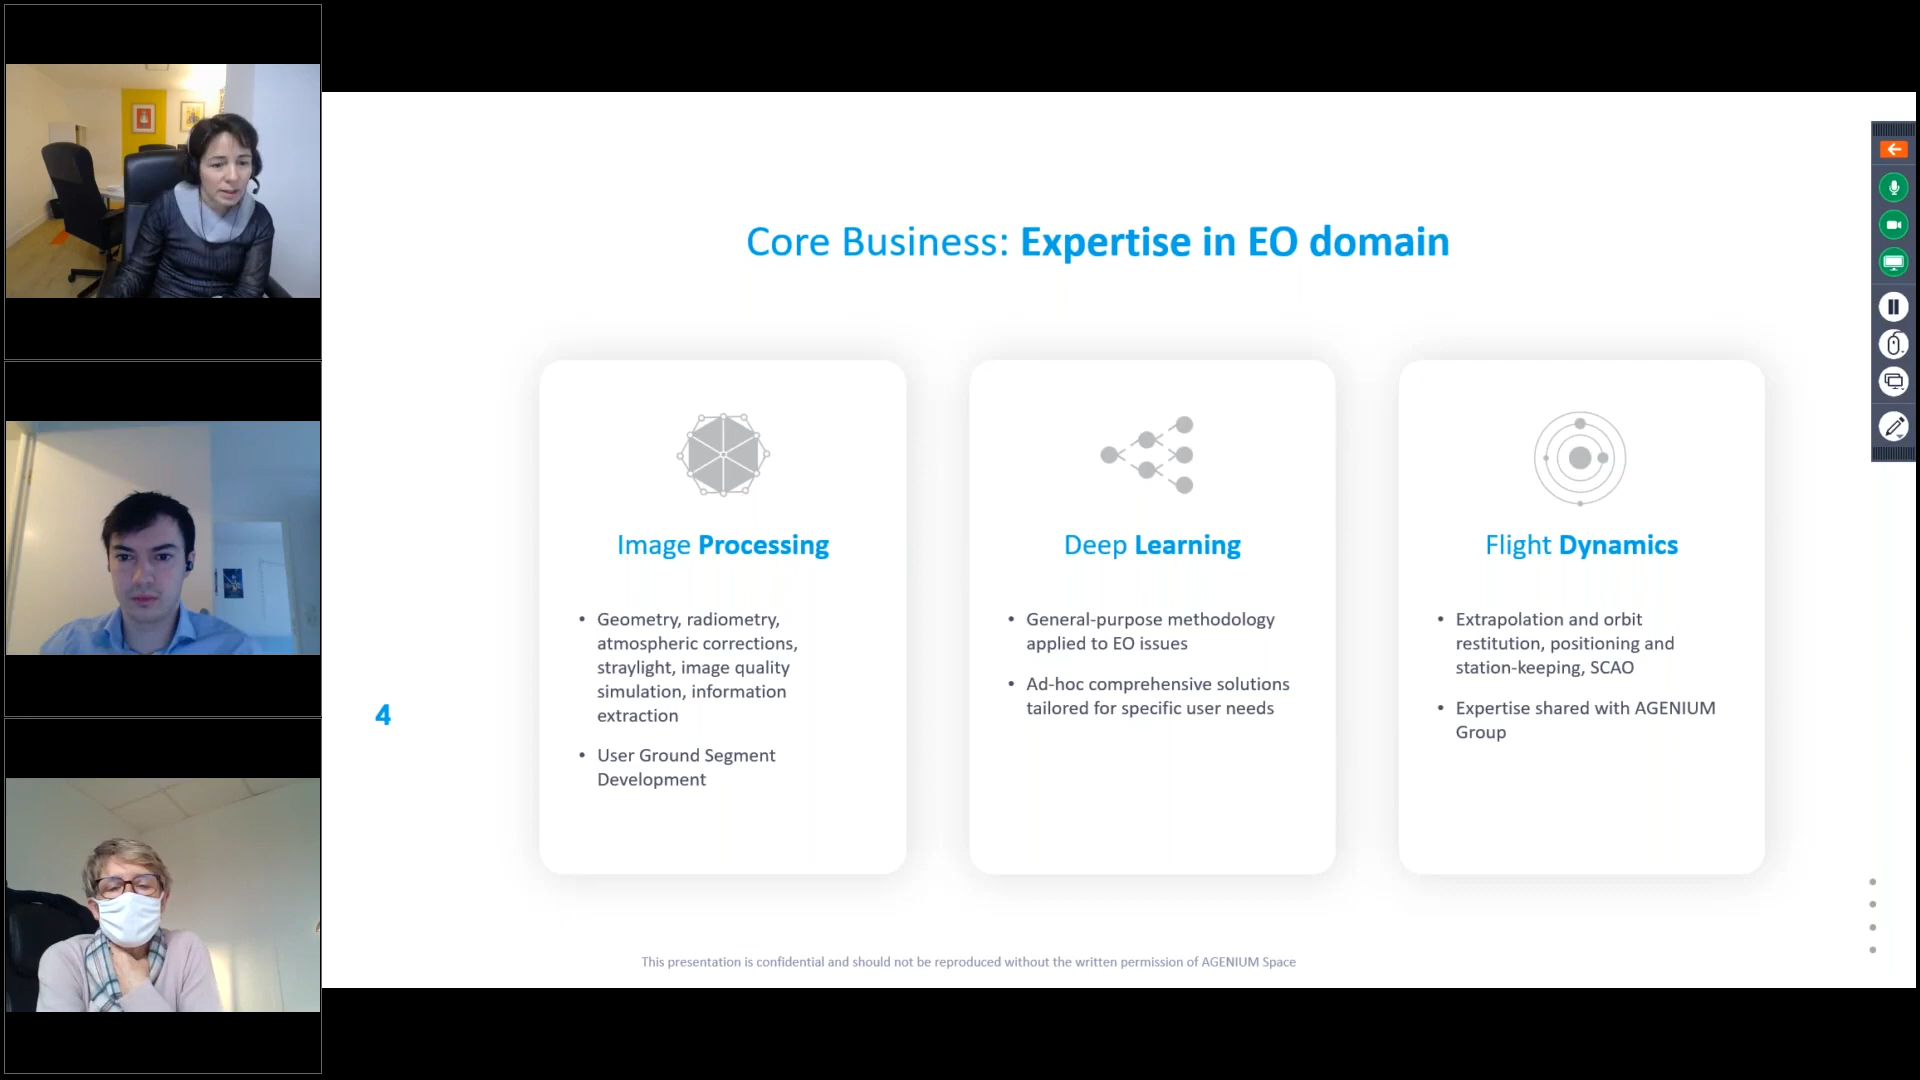 Core Business: Expertise in EO domain
Image Processing
• Geometry, radiometry,
atmospheric corrections,
straylight, image quality
simulation, information
extraction
• User Ground Segment
Development
Deep Learning
• General-purpose methodology
applied to EO issues
• Ad-hoc comprehensive solutions
tailored for specific user needs
Flight Dynamics
• Extrapolation and orbit
restitution, positioning and
station-keeping, SCAO
• Expertise shared with AGENIUM
Group
4
This presentation is confidential and should not be reproduced without the written permission of AGENIUM Space